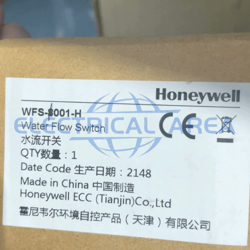 Honeywell
WFS-8001-H
Water Flow Switch
水流开关
QTY数量：1
CE
Date Code 生产日期：2148
Made in China 中国制造
Honeywell ECC (Tianjin)Co.,Ltd
霍尼韦尔环境自控产品（天津）有限公
ELECTRICAL